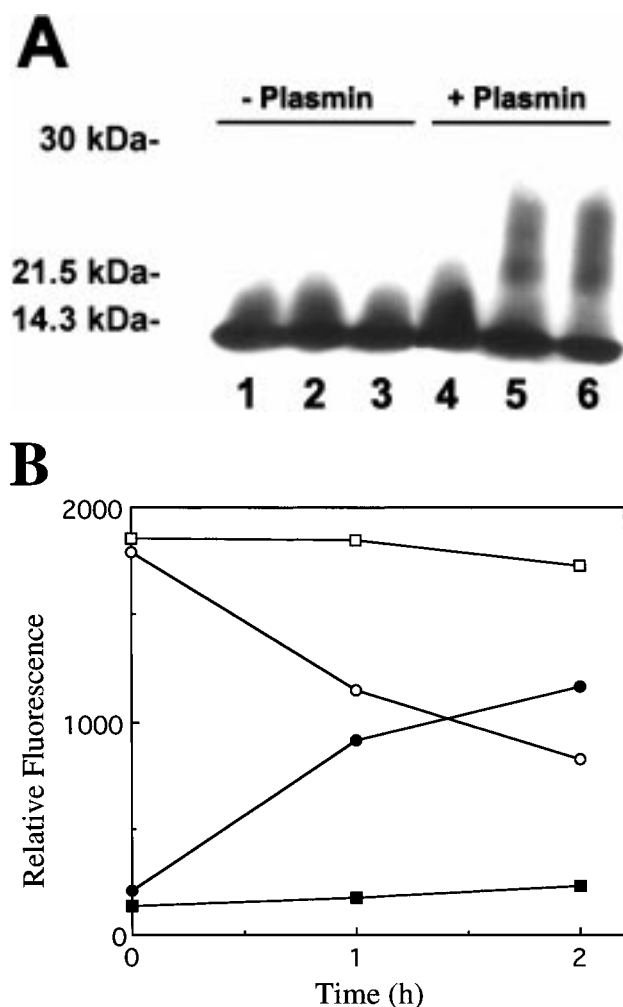 A
- Plasmin + Plasmin
30 kDa-
21.5 kDa-
14.3 kDa-
1 2 3 4 5 6
B
2000
1000
0
0 1 2
Relative Fluorescence
Time (h)